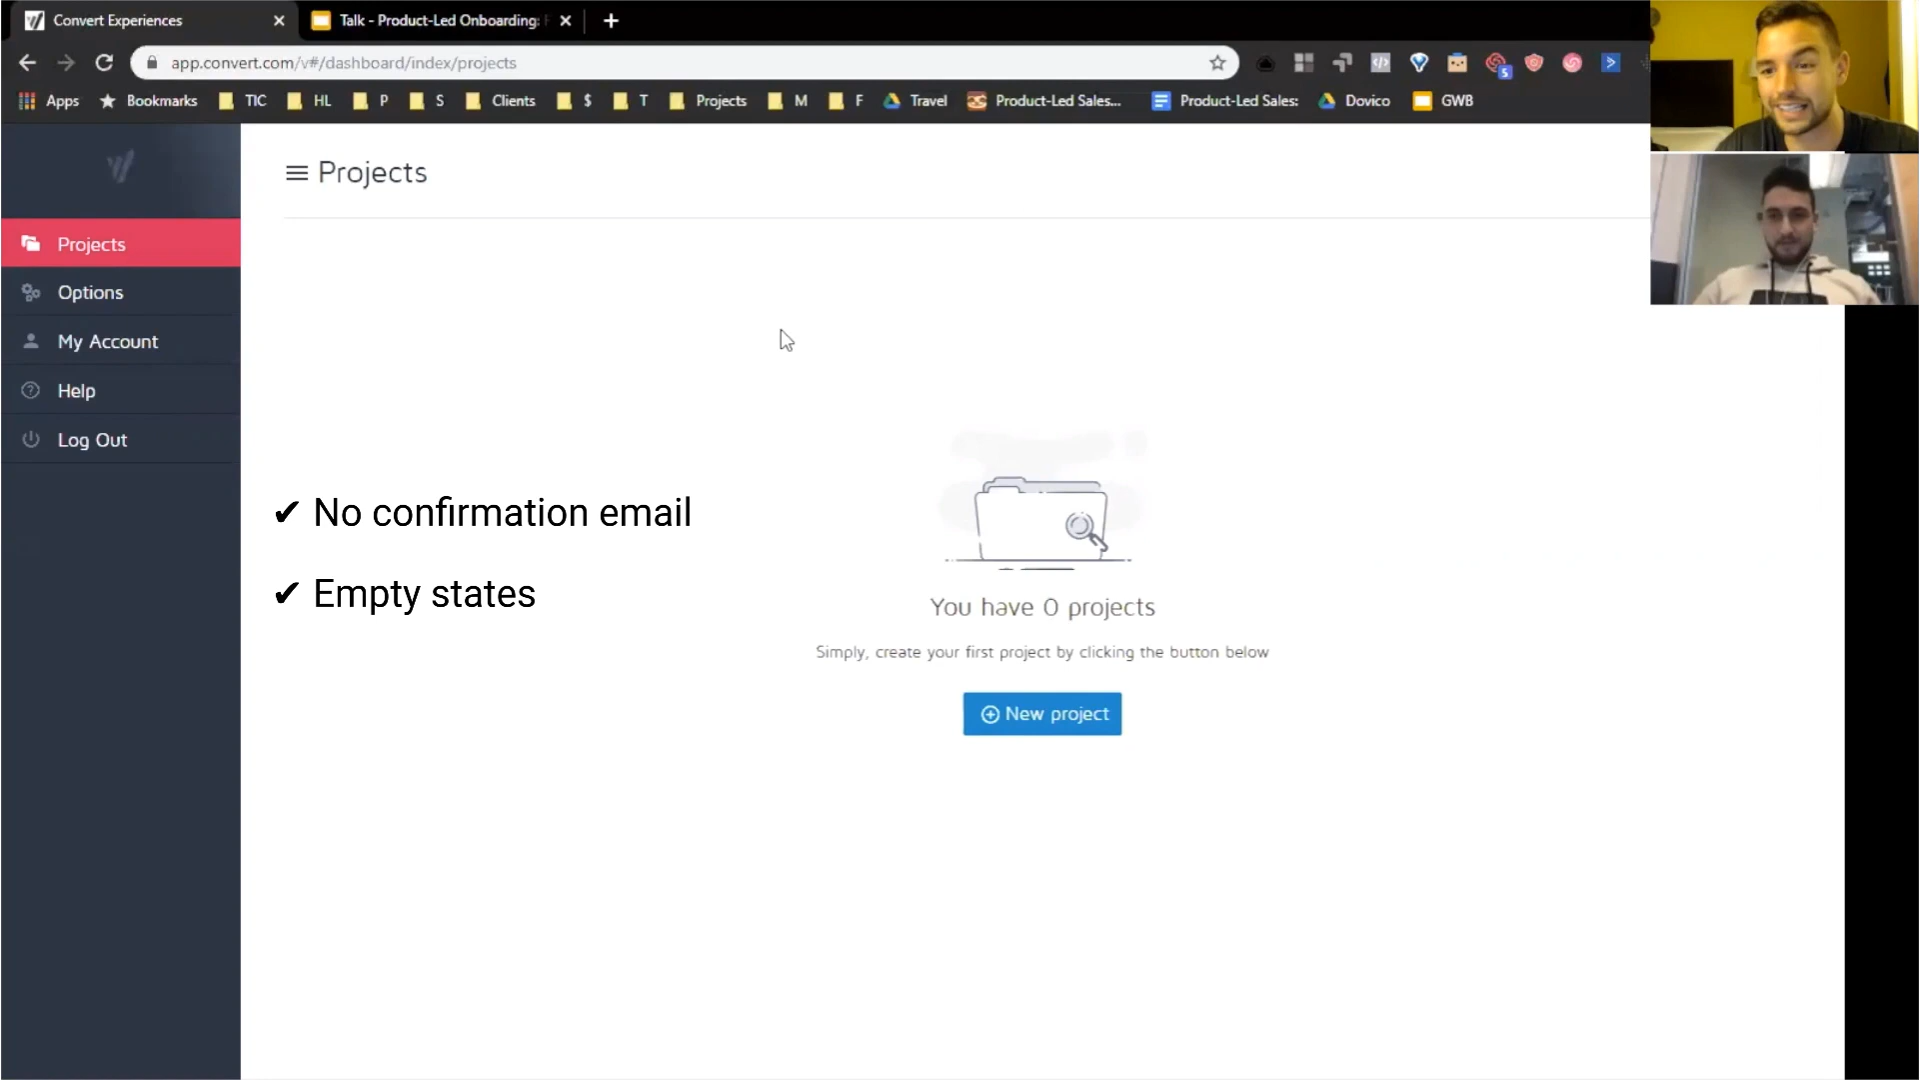 Convert Experiences
Talk - Product-Led Onboarding:
app.convert.com/v#/dashboard/index/projects
5
Apps Bookmarks TIC HL P S Clients $ T Projects M F Travel Product-Led Sales... Product-Led Sales: Dovico GWB
Projects
Projects
Options
My Account
Help
Log Out
✔ No confirmation email
✔ Empty states
You have 0 projects
Simply, create your first project by clicking the button below
New project